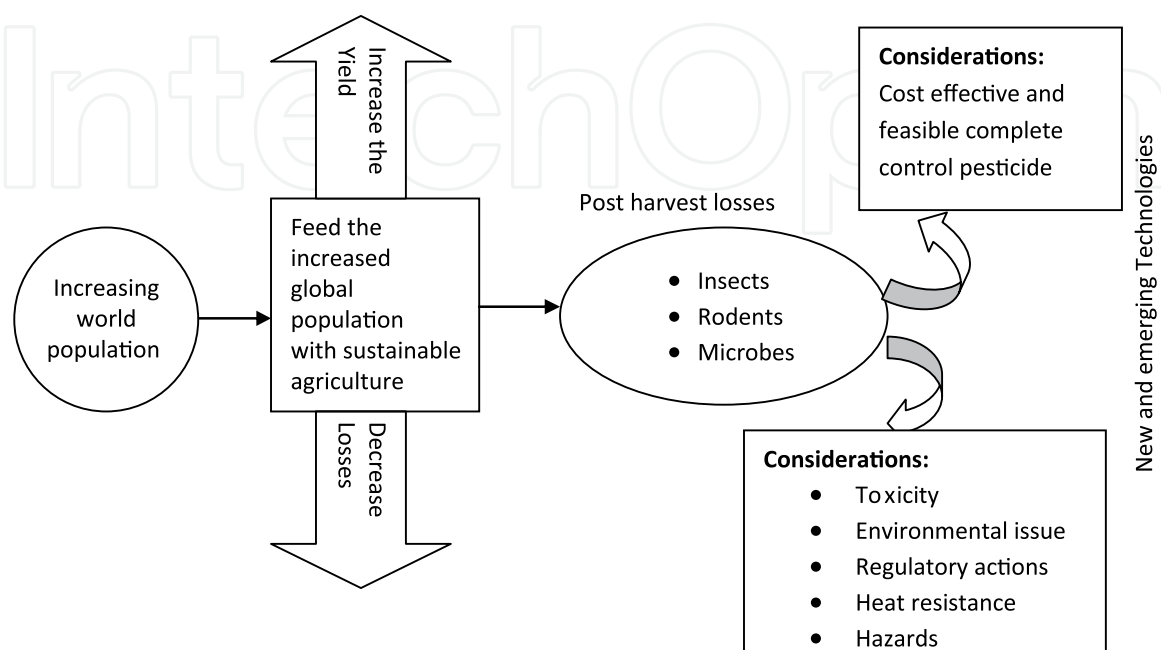 IntechOp
Increase the
Yield
Increasing
world
population
Feed the
increased
global
population
with sustainable
agriculture
Decrease
Losses
Post harvest losses
● Insects
● Rodents
● Microbes
Considerations:
Cost effective and
feasible complete
control pesticide
Considerations:
● Toxicity
● Environmental issue
● Regulatory actions
● Heat resistance
● Hazards
New and emerging Technologies